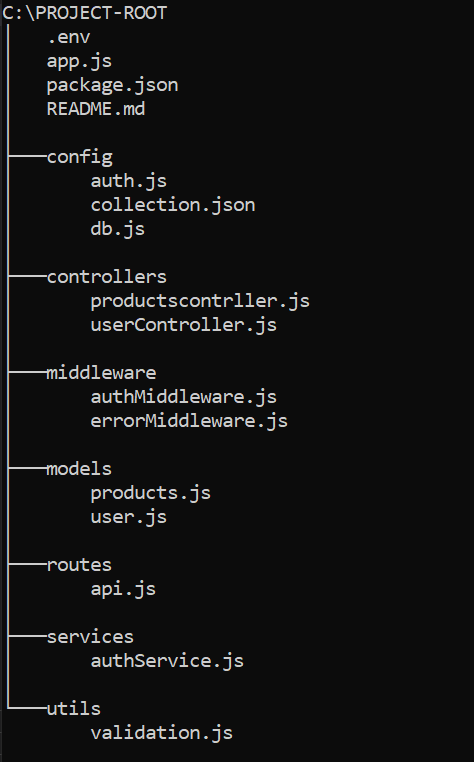 C:\PROJECT-ROOT
.env
app.js
package.json
README.md
config
auth.js
collection.json
db.js
controllers
productscontrller.js
userController.js
middleware
authMiddleware.js
errorMiddleware.js
models
products.js
user.js
routes
api.js
services
authService.js
utils
validation.js